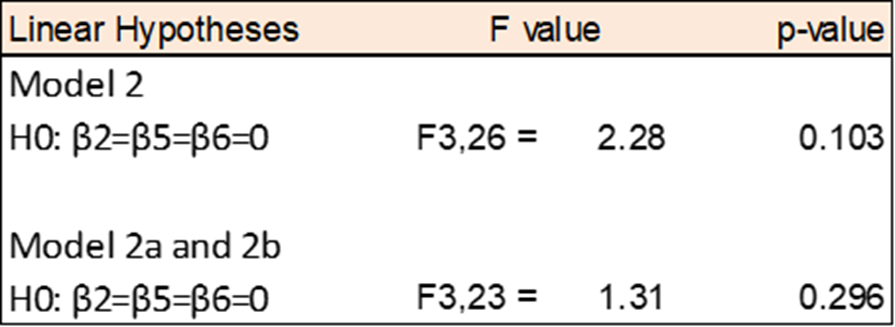 Linear Hypotheses F value p-value
Model 2
H0: β2=β5=β6=0 F3,26 = 2.28 0.103
Model 2a and 2b
H0: β2=β5=β6=0 F3,23 = 1.31 0.296